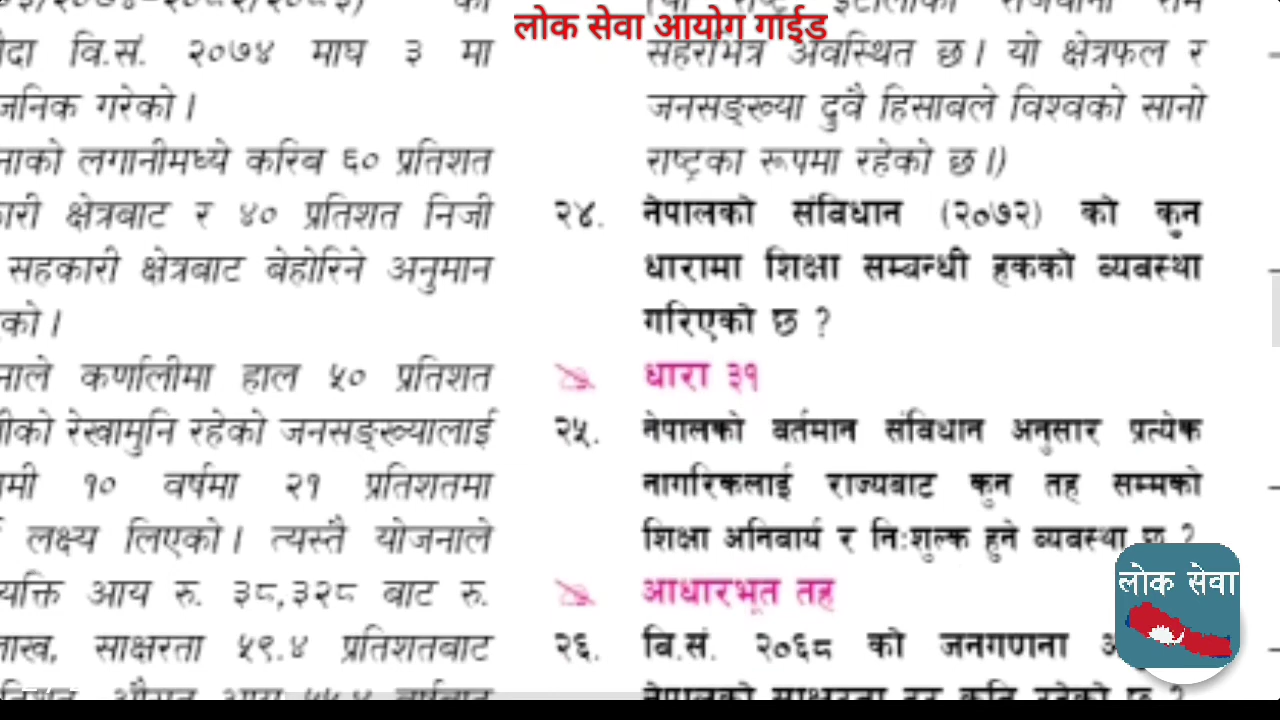 लोक सेवा आयोग गाईड
को
वि.सं. २०७४ माघ ३ मा
गरेको ।
लगानीमध्ये करिब ६० प्रतिशत
क्षेत्रबाट र ४० प्रतिशत निजी
सहकारी क्षेत्रबाट बेहोरिने अनुमान
कर्णालीमा हाल ५० प्रतिशत
रेखामुनि रहेको जनसङ्ख्यालाई
१० वर्षमा २१ प्रतिशतमा
लक्ष्य लिएको । त्यस्तै योजनाले
आय रु. ३८,३२८ बाट रु.
साक्षरता ५९.४ प्रतिशतबाट
सहरभित्र अवस्थित छ । यो क्षेत्रफल र
जनसङ्ख्या दुवै हिसाबले विश्वको सानो
राष्ट्रका रूपमा रहेको छ ।)
२४. नेपालको संविधान (२०७२) को कुन
धारामा शिक्षा सम्बन्धी हकको व्यवस्था
गरिएको छ ?
धारा ३१
२५. नेपालको वर्तमान संविधान अनुसार प्रत्येक
नागरिकलाई राज्यबाट कुन तह सम्मको
शिक्षा अनिवार्य र निःशुल्क हुने व्यवस्था छ ?
आधारभूत तह
२६. वि.सं. २०६८ को जनगणना
लोक सेवा